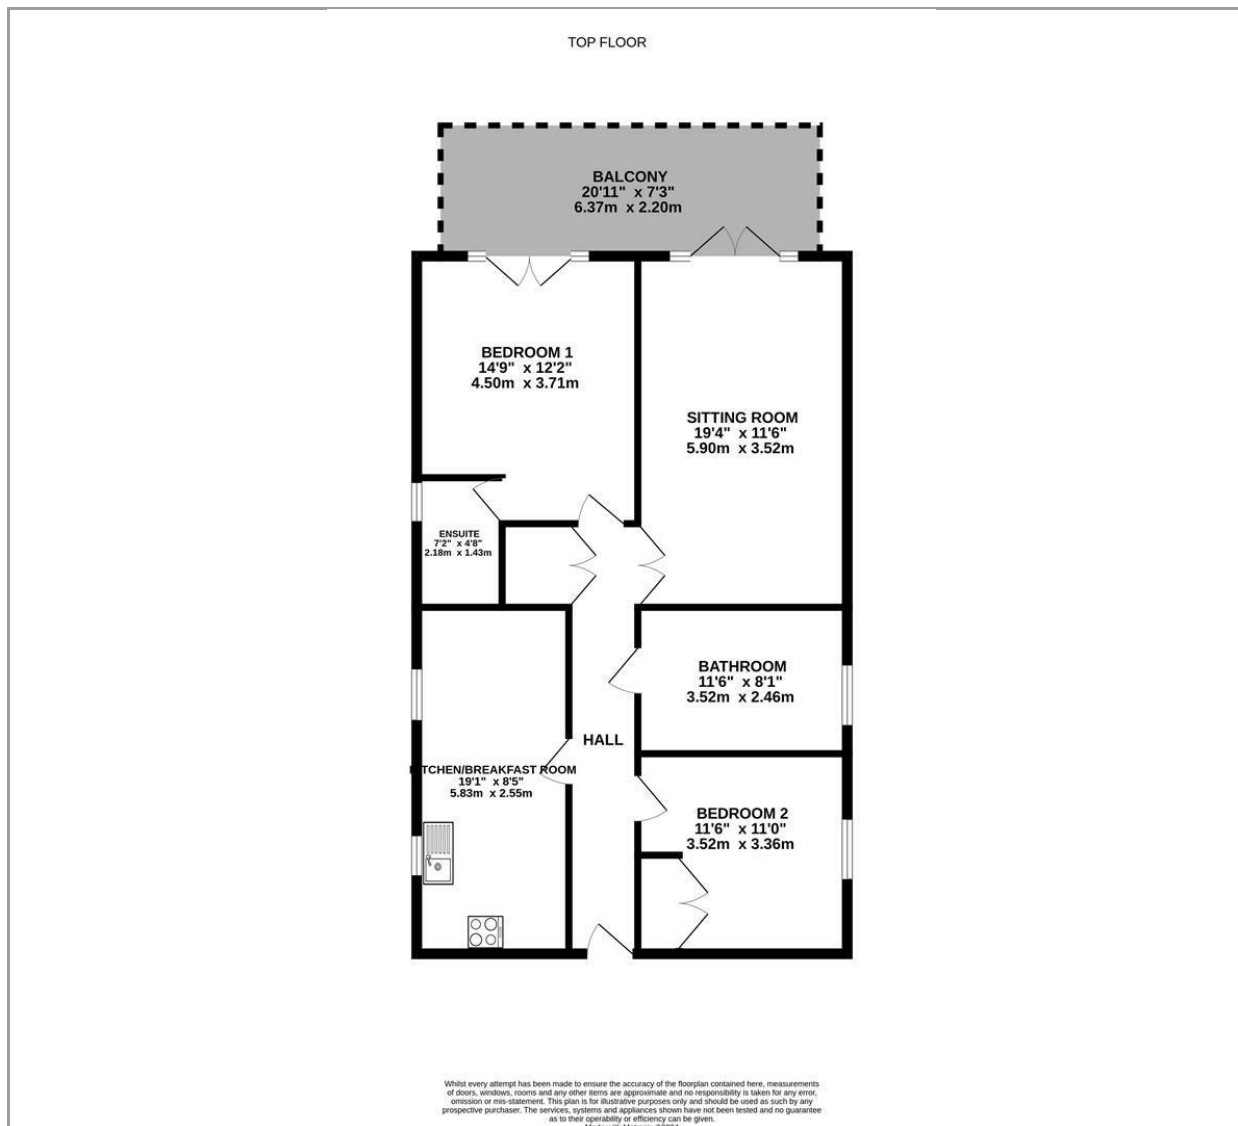 TOP FLOOR
BALCONY
20'11" x 7'3"
6.37m x 2.20m
BEDROOM 1
14'9" x 12'2"
4.50m x 3.71m
SITTING ROOM
19'4" x 11'6"
5.90m x 3.52m
ENSUITE
7'2" x 4'8"
2.18m x 1.43m
BATHROOM
11'6" x 8'1"
3.52m x 2.46m
HALL
KITCHEN/BREAKFAST ROOM
19'1" x 8'5"
5.83m x 2.55m
BEDROOM 2
11'6" x 11'0"
3.52m x 3.36m
Whilst every attempt has been made to ensure the accuracy of the floorplan contained here, measurements
of doors, windows, rooms and any other items are approximate and no responsibility is taken for any error,
omission or mis-statement. This plan is for illustrative purposes only and should be used as such by any
prospective purchaser. The services, systems and appliances shown have not been tested and no guarantee
as to their operability or efficiency can be given.